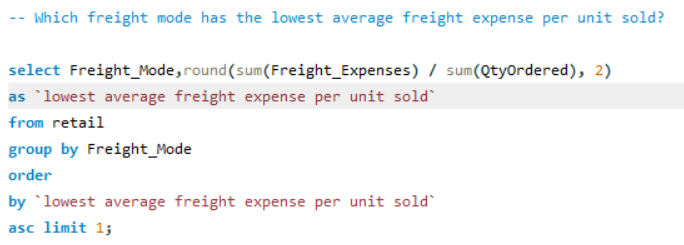 -- Which freight mode has the lowest average freight expense per unit sold?
select Freight_Mode,round(sum(Freight_Expenses) / sum(QtyOrdered), 2)
as `lowest average freight expense per unit sold`
from retail
group by Freight_Mode
order
by `lowest average freight expense per unit sold`
asc limit 1;